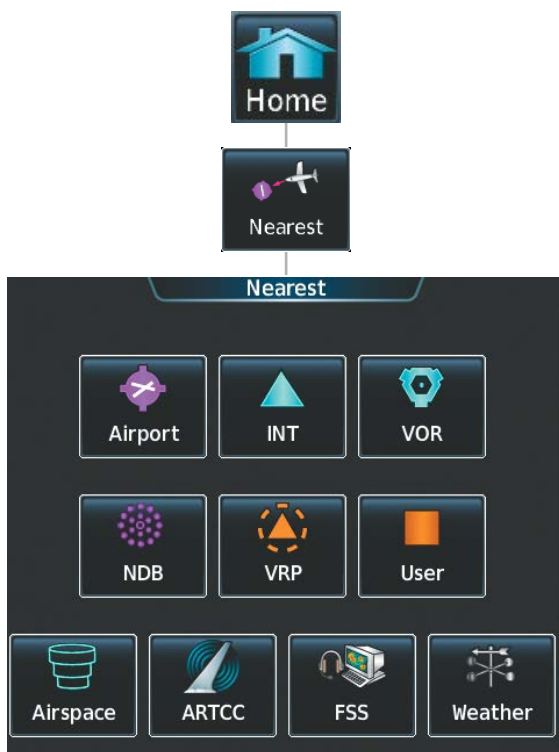 Home
Nearest
Nearest
Airport INT VOR
NDB VRP User
Airspace ARTCC FSS Weather